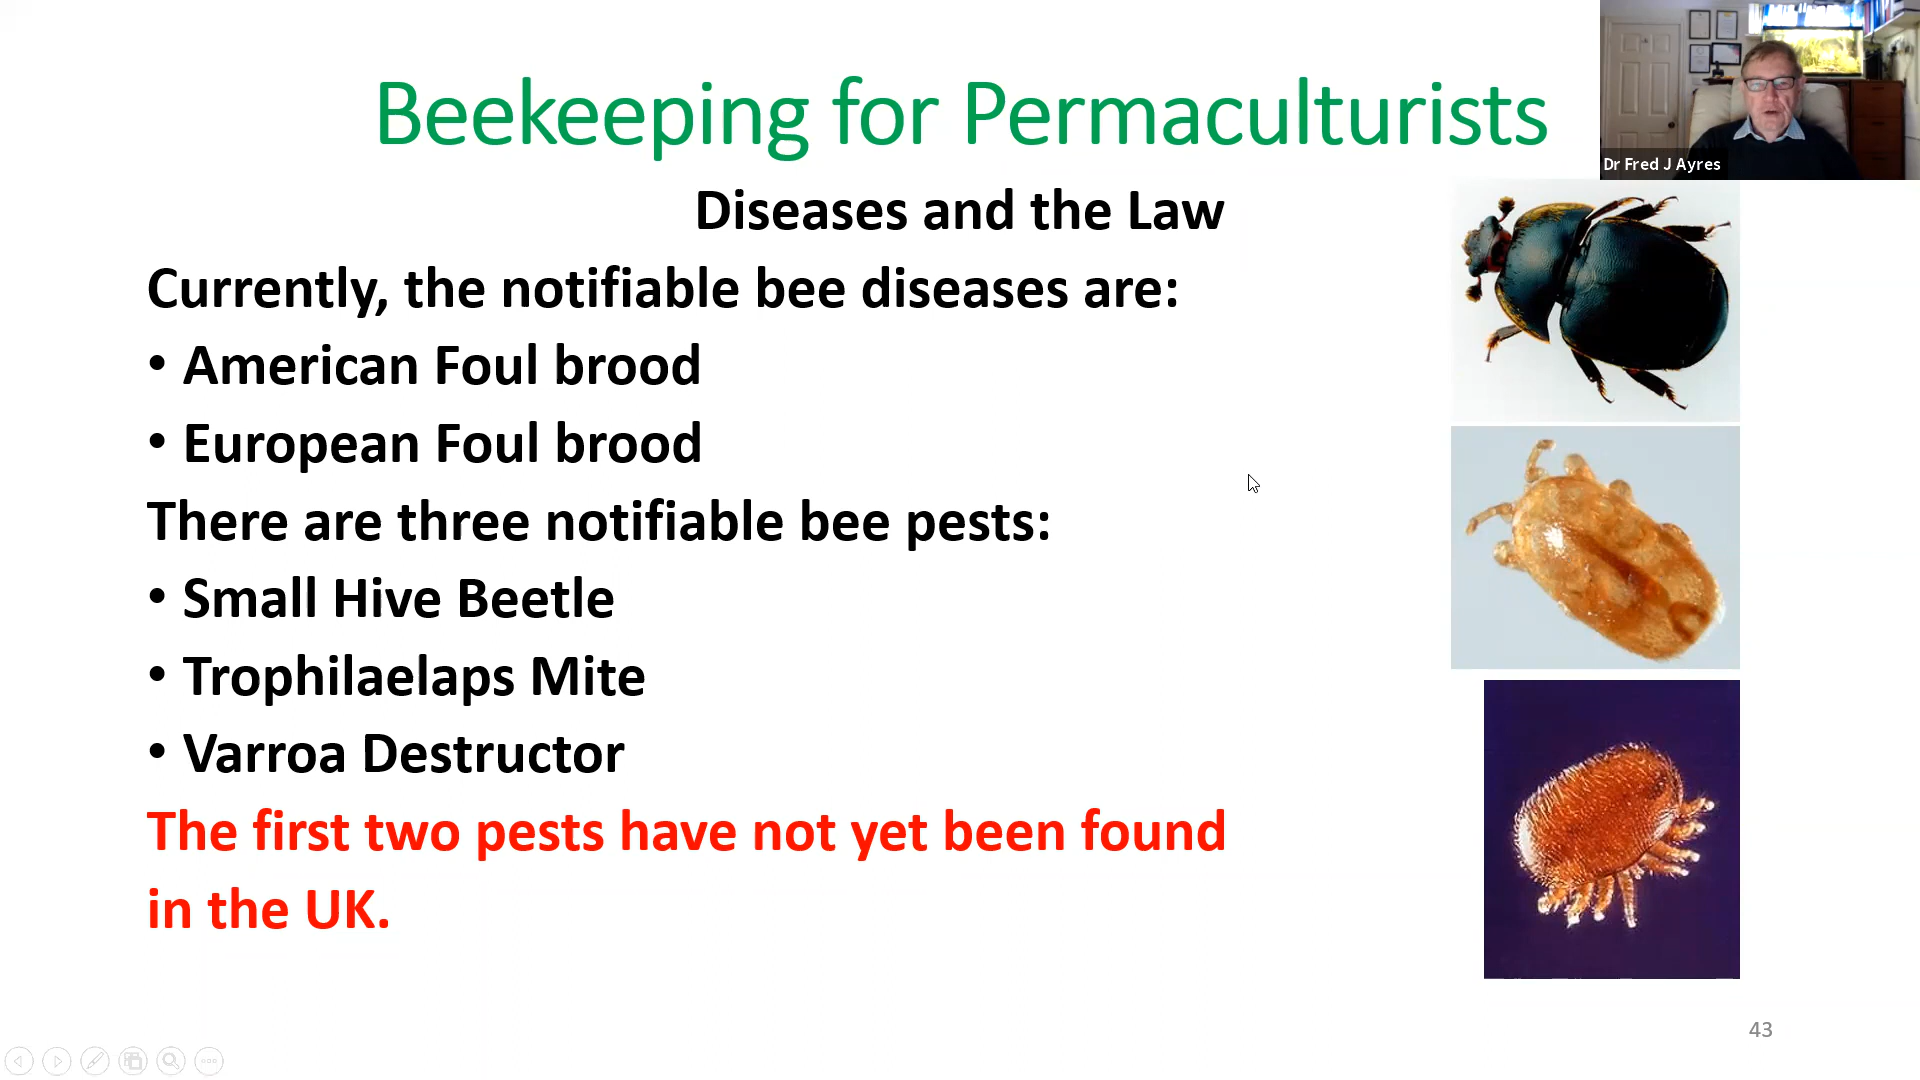 Beekeeping for Permaculturists
Dr Fred J Ayres
Diseases and the Law
Currently, the notifiable bee diseases are:
• American Foul brood
• European Foul brood
There are three notifiable bee pests:
• Small Hive Beetle
• Trophilaelaps Mite
• Varroa Destructor
The first two pests have not yet been found
in the UK.
43